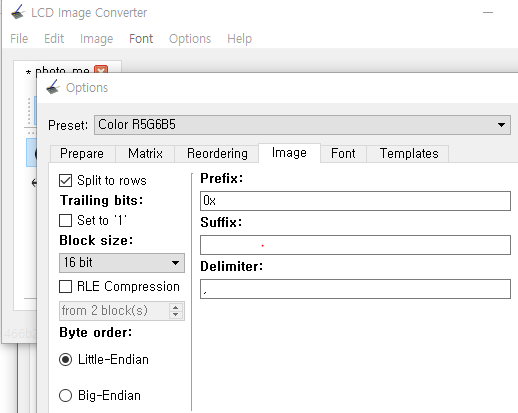 LCD Image Converter
File Edit Image Font Options Help
* photo_me
Options
Preset: Color R5G6B5
Prepare Matrix Reordering Image Font Templates
Split to rows
Prefix:
Trailing bits:
0x
Set to '1'
Suffix:
Block size:
16 bit
Delimiter:
RLE Compression
,
from 2 block(s)
Byte order:
Little-Endian
Big-Endian